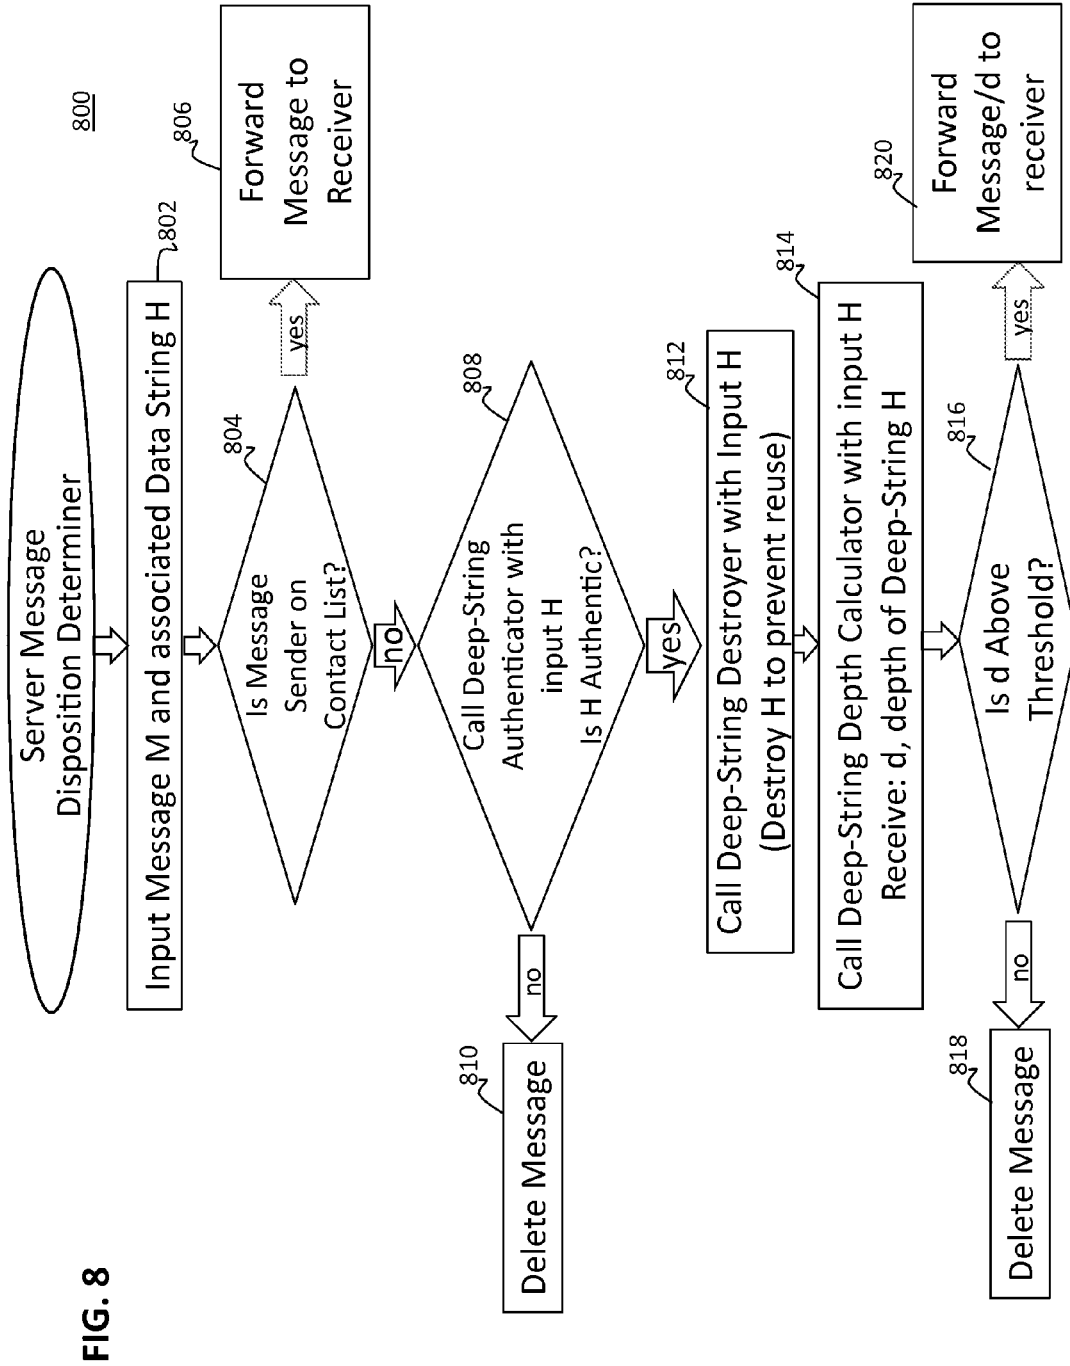 800
Server Message
Disposition Determiner
802
Input Message M and associated Data String H
804
Is Message
Sender on
Contact List?
yes
806
Forward
Message to
Receiver
no
808
Call Deep-String
Authenticator with
input H
Is H Authentic?
no
810
Delete Message
yes
812
Call Deep-String Destroyer with Input H
(Destroy H to prevent reuse)
814
Call Deep-String Depth Calculator with input H
Receive: d, depth of Deep-String H
816
Is d Above
Threshold?
no
818
Delete Message
yes
820
Forward
Message/d to
receiver
FIG. 8